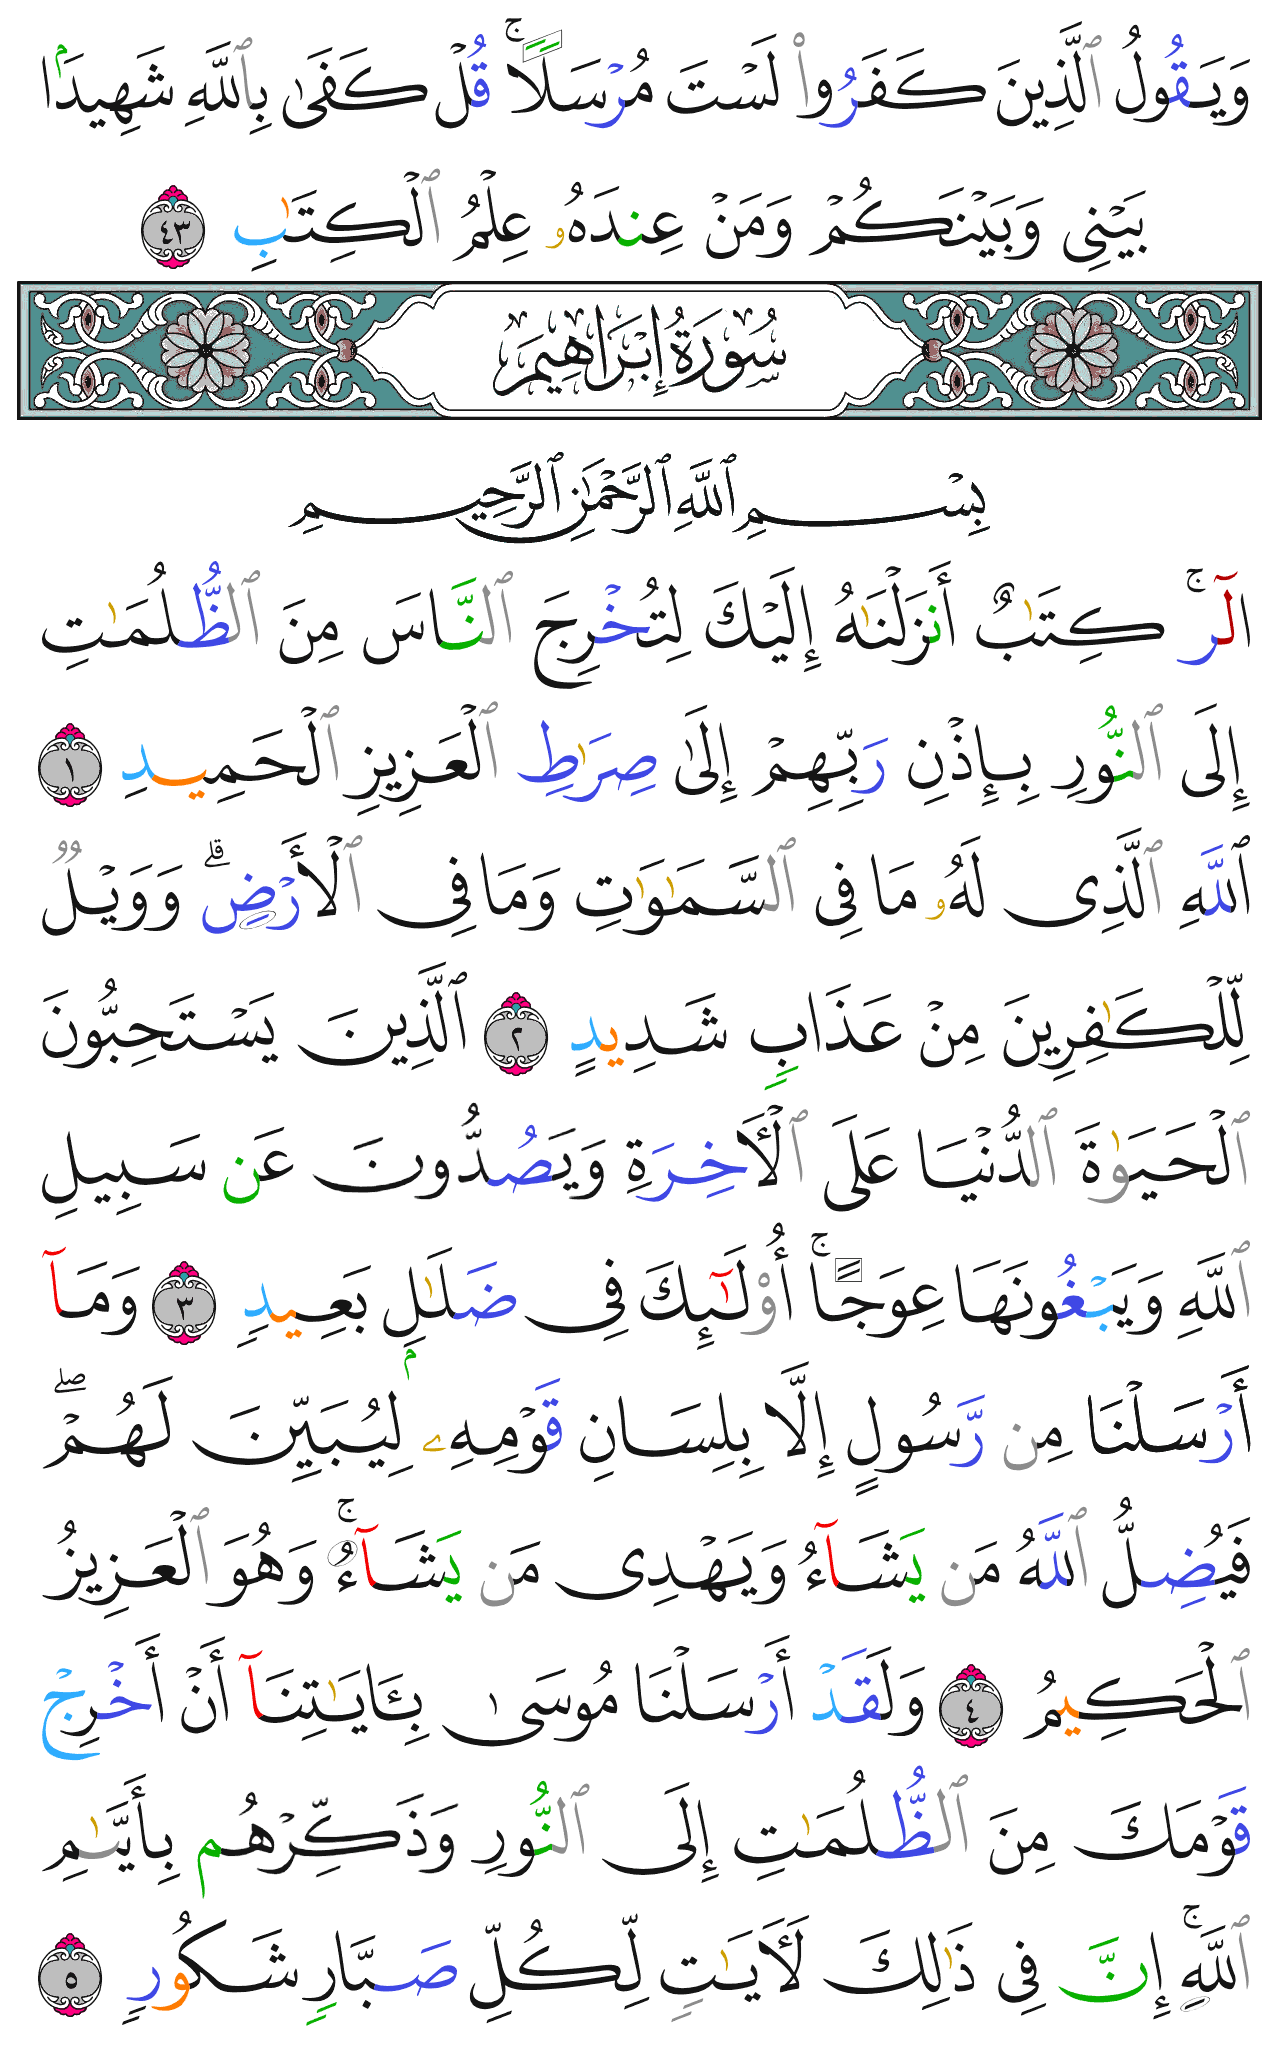 وَيَقُولُ ٱلَّذِينَ كَفَرُوا۟ لَسْتَ مُرْسَلًا ۚ قُلْ كَفَىٰ بِٱللَّهِ شَهِيدًۢا
بَيْنِى وَبَيْنَكُمْ وَمَنْ عِندَهُۥ عِلْمُ ٱلْكِتَـٰبِ ٤٣
سُورَةُ إِبْرَاهِيمَ
بِسْمِ ٱللَّهِ ٱلرَّحْمَـٰنِ ٱلرَّحِيمِ
الٓر ۚ كِتَـٰبٌ أَنزَلْنَـٰهُ إِلَيْكَ لِتُخْرِجَ ٱلنَّاسَ مِنَ ٱلظُّلُمَـٰتِ
إِلَى ٱلنُّورِ بِإِذْنِ رَبِّهِمْ إِلَىٰ صِرَٰطِ ٱلْعَزِيزِ ٱلْحَمِيدِ ١
ٱللَّهِ ٱلَّذِى لَهُۥ مَا فِى ٱلسَّمَـٰوَٰتِ وَمَا فِى ٱلْأَرْضِ ۗ وَوَيْلٌ
لِّلْكَـٰفِرِينَ مِنْ عَذَابٍ شَدِيدٍ ٢ ٱلَّذِينَ يَسْتَحِبُّونَ
ٱلْحَيَوٰةَ ٱلدُّنْيَا عَلَى ٱلْـَٔاخِرَةِ وَيَصُدُّونَ عَن سَبِيلِ
ٱللَّهِ وَيَبْغُونَهَا عِوَجًا ۚ أُو۟لَـٰٓئِكَ فِى ضَلَـٰلٍۭ بَعِيدٍ ٣ وَمَآ
أَرْسَلْنَا مِن رَّسُولٍ إِلَّا بِلِسَانِ قَوْمِهِۦ لِيُبَيِّنَ لَهُمْ ۖ
فَيُضِلُّ ٱللَّهُ مَن يَشَآءُ وَيَهْدِى مَن يَشَآءُ ۚ وَهُوَ ٱلْعَزِيزُ
ٱلْحَكِيمُ ٤ وَلَقَدْ أَرْسَلْنَا مُوسَىٰ بِـَٔايَـٰتِنَآ أَنْ أَخْرِجْ
قَوْمَكَ مِنَ ٱلظُّلُمَـٰتِ إِلَى ٱلنُّورِ وَذَكِّرْهُم بِأَيَّىٰمِ
ٱللَّهِ ۚ إِنَّ فِى ذَٰلِكَ لَـَٔايَـٰتٍ لِّكُلِّ صَبَّارٍ شَكُورٍ ٥